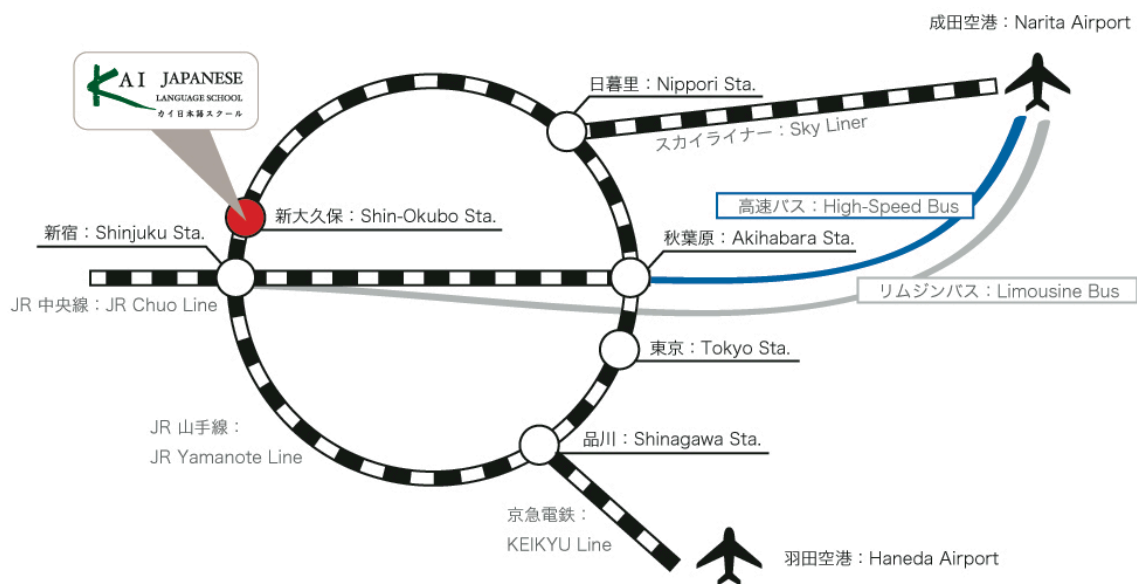 成田空港：Narita Airport
KAI JAPANESE
LANGUAGE SCHOOL
カイ日本語スクール
日暮里：Nippori Sta.
スカイライナー：Sky Liner
新大久保：Shin-Okubo Sta.
高速バス：High-Speed Bus
新宿：Shinjuku Sta.
秋葉原：Akihabara Sta.
JR 中央線：JR Chuo Line
リムジンバス：Limousine Bus
東京：Tokyo Sta.
JR 山手線：
JR Yamanote Line
品川：Shinagawa Sta.
京急電鉄：
KEIKYU Line
羽田空港：Haneda Airport